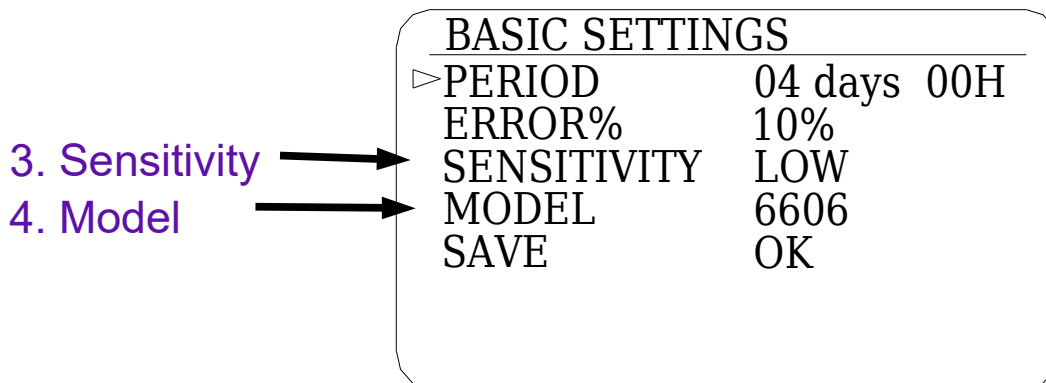 BASIC SETTINGS
PERIOD 04 days 00H
ERROR% 10%
3. Sensitivity SENSITIVITY LOW
4. Model MODEL 6606
SAVE OK